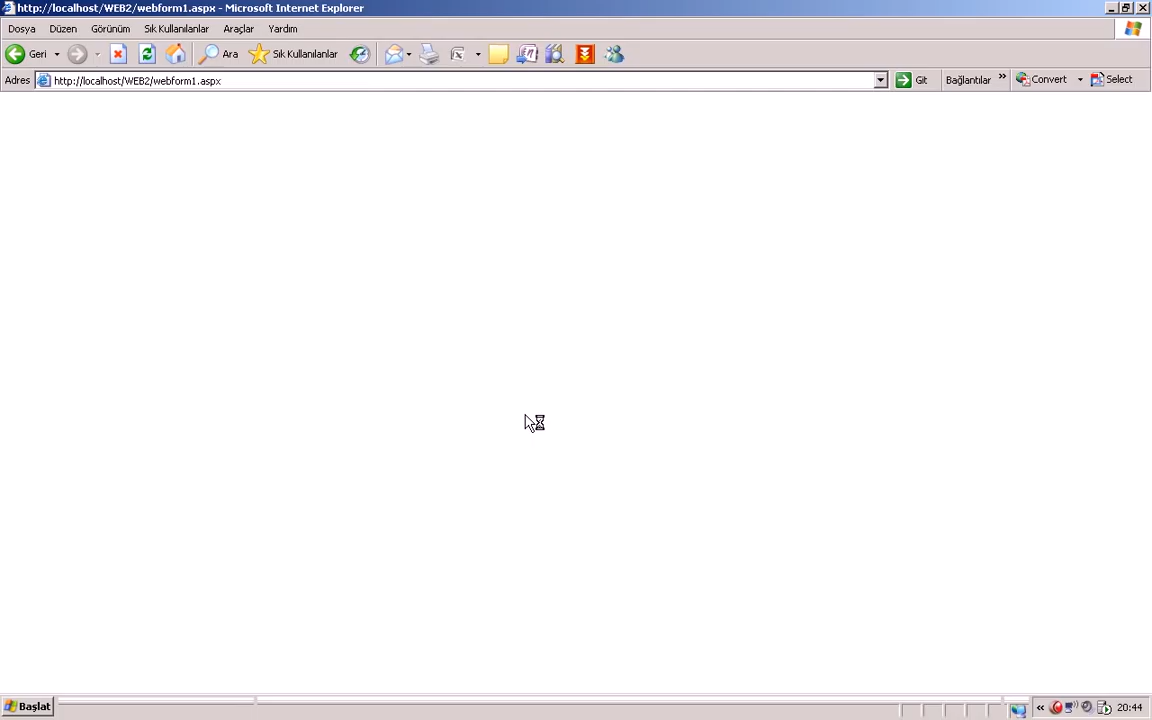 http://localhost/WEB2/webform1.aspx - Microsoft Internet Explorer
Dosya Düzen Görünüm Sık Kullanılanlar Araçlar Yardım
Geri Ara Sık Kullanılanlar
Adres http://localhost/WEB2/webform1.aspx Git Bağlantılar » Convert Select
Başlat « 20:44